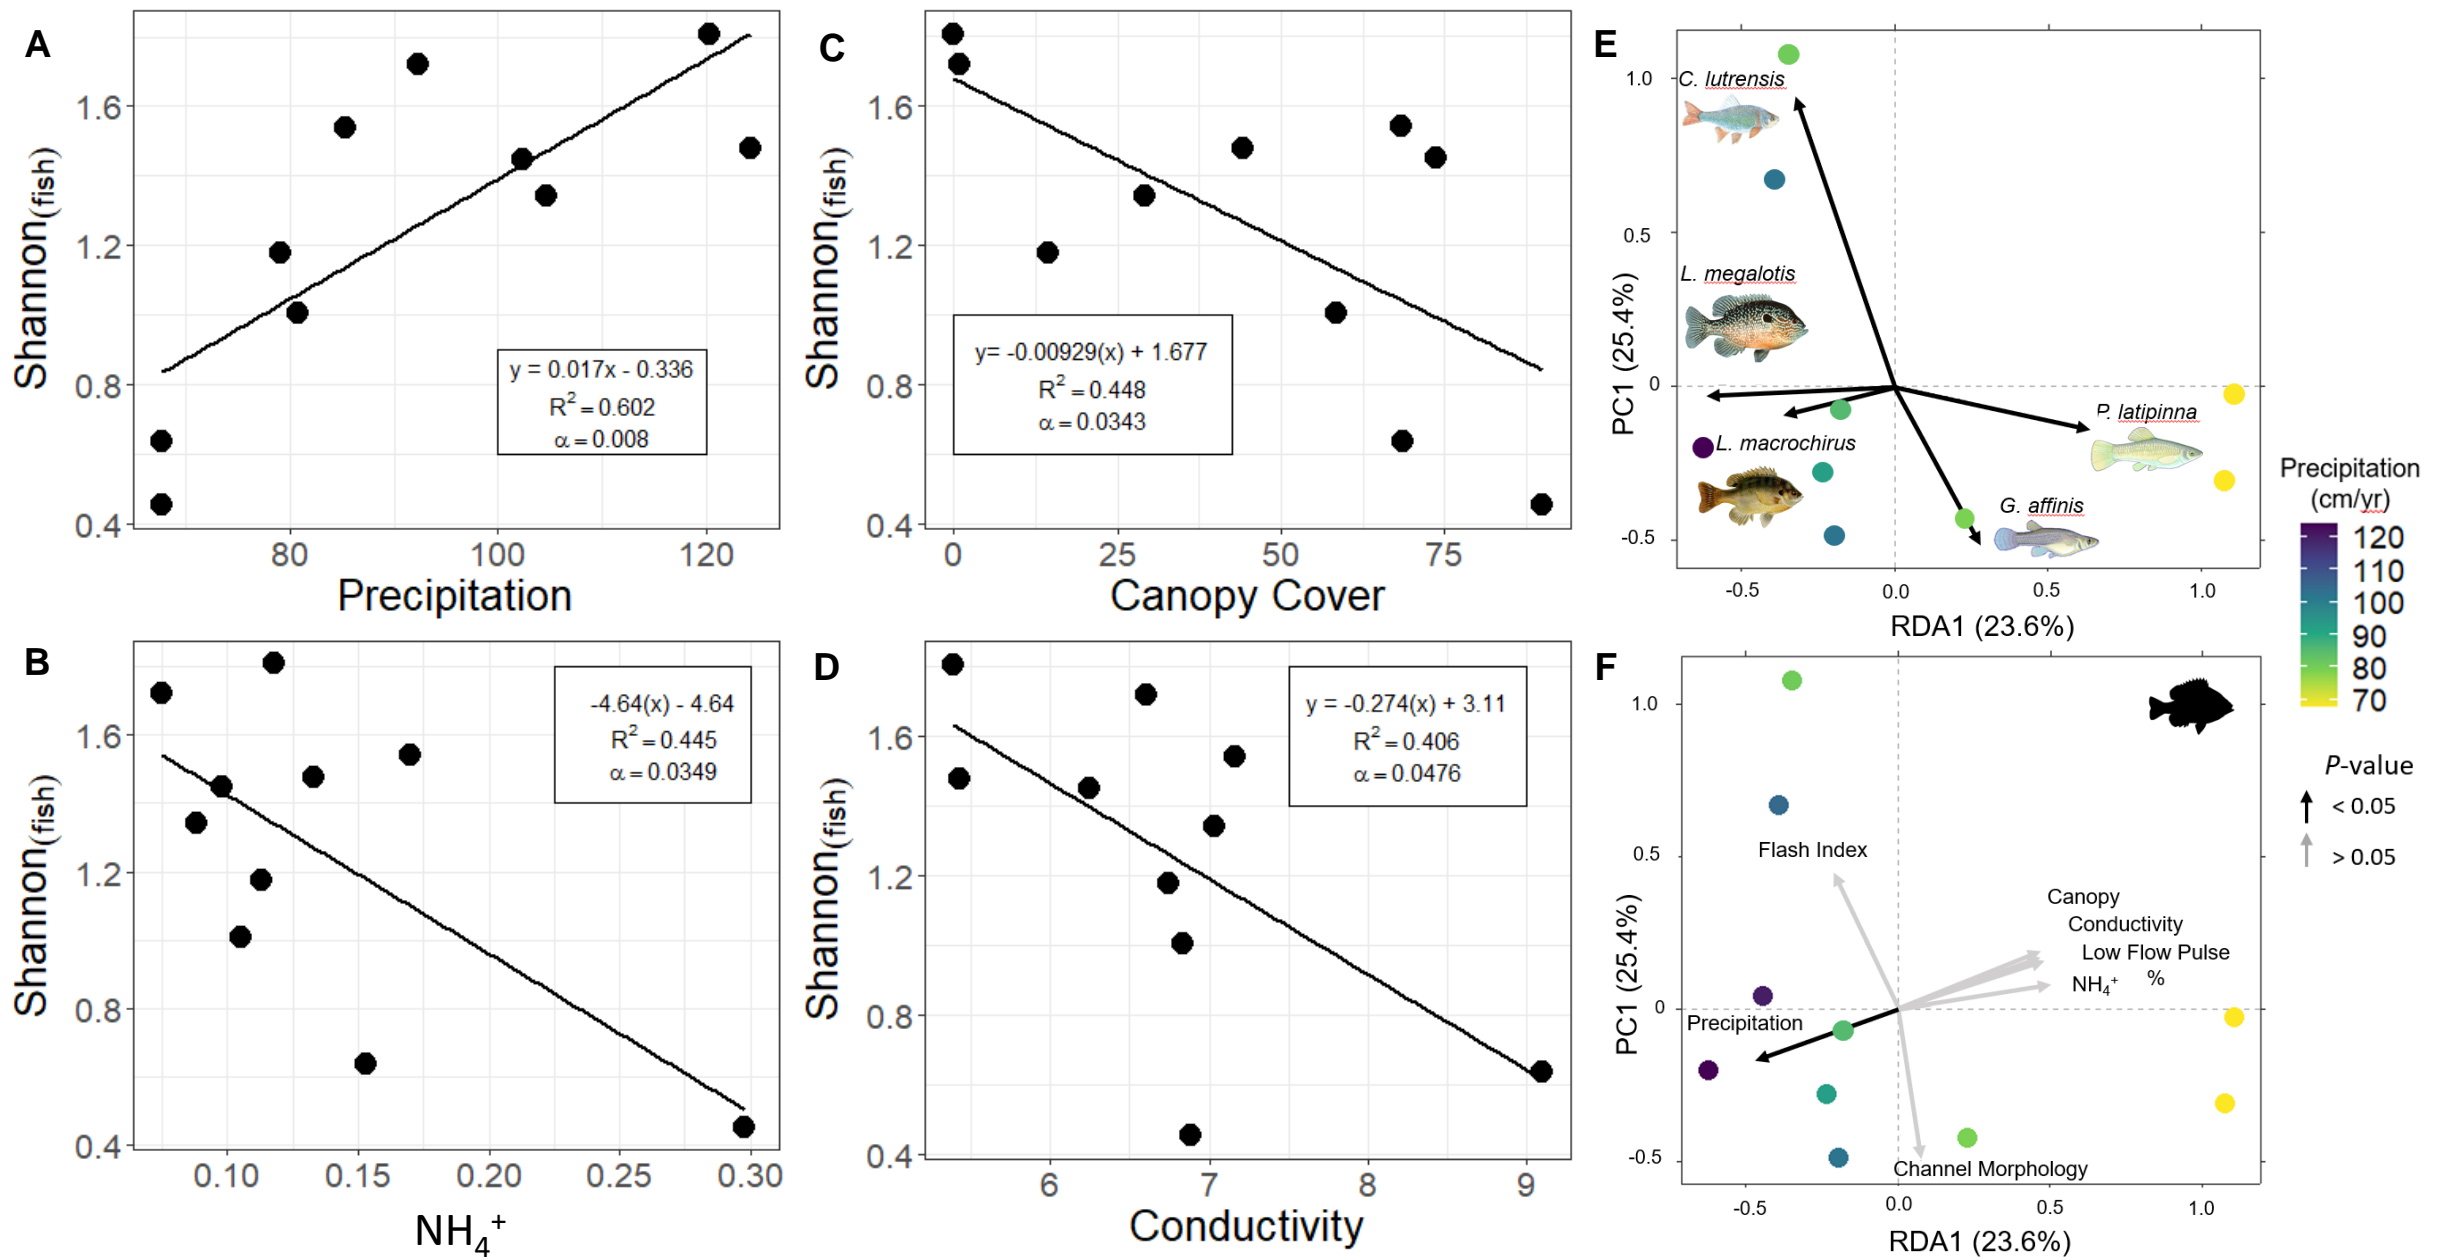 A
Shannon(fish)
1.6
1.2
0.8
0.4
y = 0.017x - 0.336
R² = 0.602
α = 0.008
80
100
120
Precipitation
C
Shannon(fish)
1.6
1.2
0.8
0.4
y= -0.00929(x) + 1.677
R² = 0.448
α = 0.0343
0
25
50
75
Canopy Cover
E
PC1 (25.4%)
1.0
0.5
0
-0.5
C. lutrensis
L. megalotis
L. macrochirus
P. latipinna
G. affinis
-0.5
0.0
0.5
1.0
RDA1 (23.6%)
Precipitation
(cm/yr)
120
110
100
90
80
70
B
Shannon(fish)
1.6
1.2
0.8
0.4
-4.64(x) - 4.64
R² = 0.445
α = 0.0349
0.10
0.15
0.20
0.25
0.30
NH₄⁺
D
Shannon(fish)
1.6
1.2
0.8
0.4
y = -0.274(x) + 3.11
R² = 0.406
α = 0.0476
6
7
8
9
Conductivity
F
PC1 (25.4%)
1.0
0.5
0
-0.5
Flash Index
Canopy
Conductivity
Low Flow Pulse
%
NH₄⁺
Precipitation
Channel Morphology
-0.5
0.0
0.5
1.0
RDA1 (23.6%)
P-value
< 0.05
> 0.05